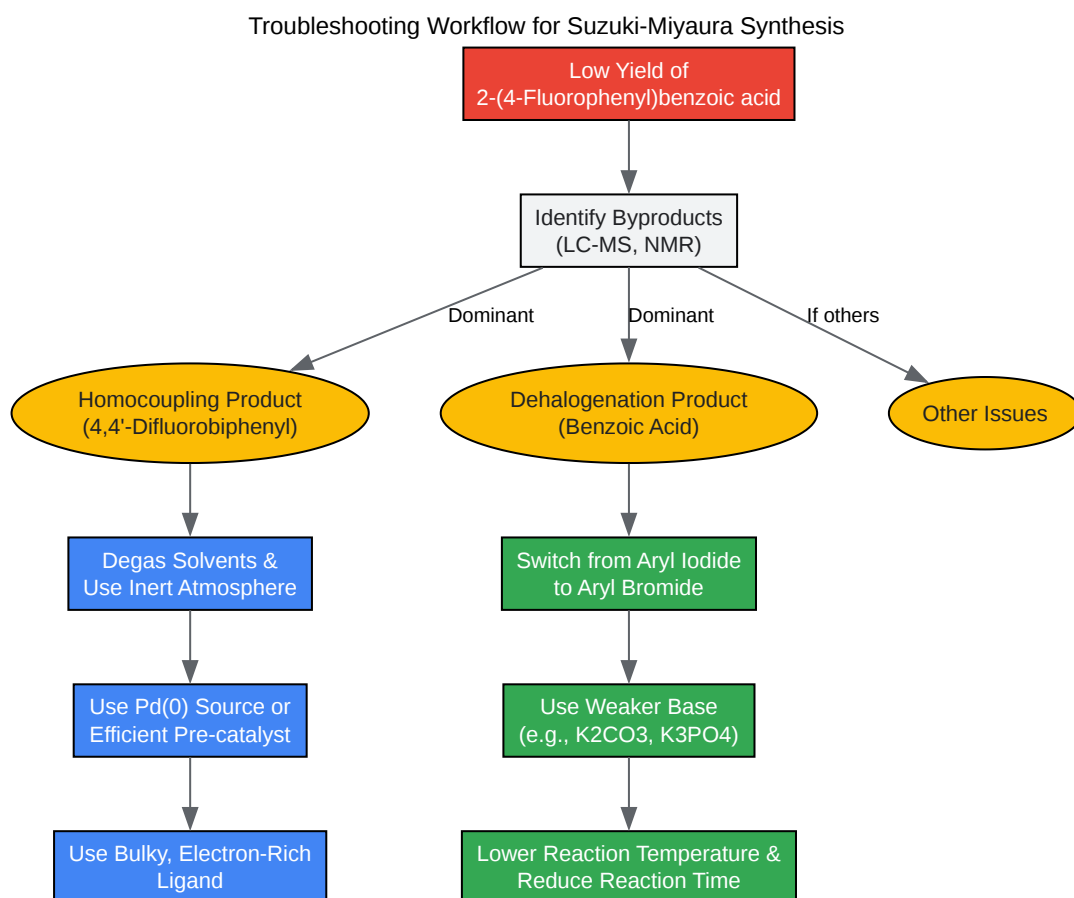 Troubleshooting Workflow for Suzuki-Miyaura Synthesis
Low Yield of
2-(4-Fluorophenyl)benzoic acid
Identify Byproducts
(LC-MS, NMR)
Dominant
Dominant
If others
Homocoupling Product
(4,4'-Difluorobiphenyl)
Dehalogenation Product
(Benzoic Acid)
Other Issues
Degas Solvents &
Use Inert Atmosphere
Switch from Aryl Iodide
to Aryl Bromide
Use Pd(0) Source or
Efficient Pre-catalyst
Use Weaker Base
(e.g., K2CO3, K3PO4)
Use Bulky, Electron-Rich
Ligand
Lower Reaction Temperature &
Reduce Reaction Time